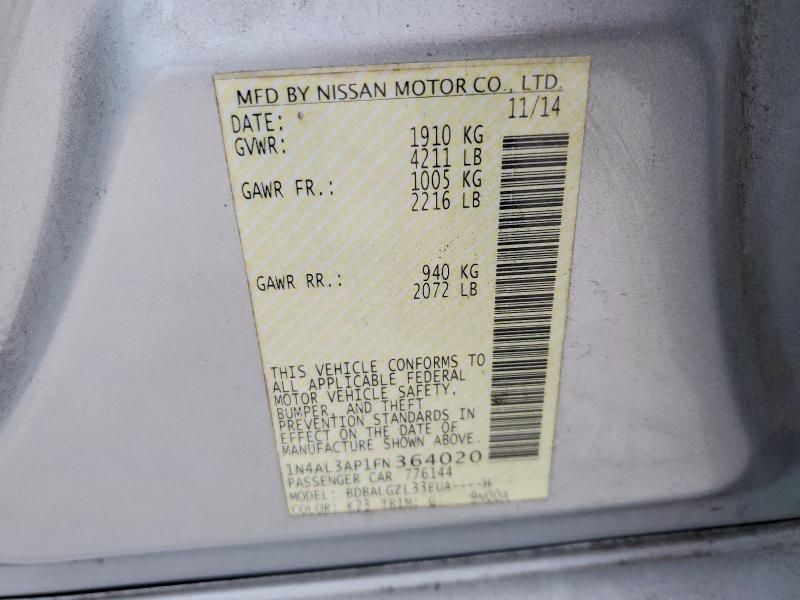 MFD BY NISSAN MOTOR CO., LTD.
DATE: 11/14
GVWR: 1910 KG
4211 LB
GAWR FR.: 1005 KG
2216 LB
GAWR RR.: 940 KG
2072 LB
THIS VEHICLE CONFORMS TO
ALL APPLICABLE FEDERAL
MOTOR VEHICLE SAFETY,
BUMPER, AND THEFT
PREVENTION STANDARDS IN
EFFECT ON THE DATE OF
MANUFACTURE SHOWN ABOVE.
1N4AL3AP1FN364020
PASSENGER CAR 776144
MODEL: BDBALGZL33EUA----H
COLOR: K23 TRIM: G